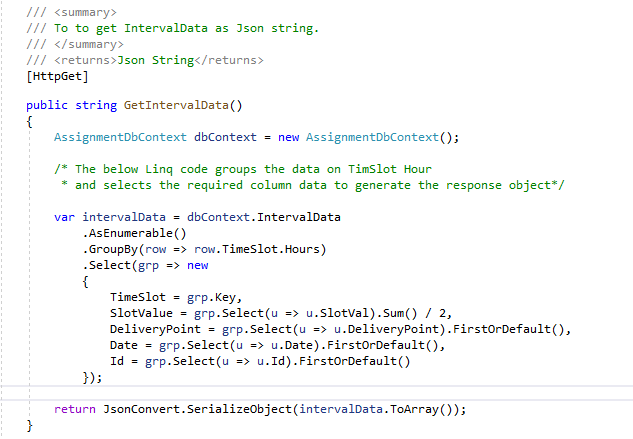 /// <summary>
/// To to get IntervalData as Json string.
/// </summary>
/// <returns>Json String</returns>
[HttpGet]
public string GetIntervalData()
{
AssignmentDbContext dbContext = new AssignmentDbContext();
/* The below Linq code groups the data on TimSlot Hour
* and selects the required column data to generate the response object*/
var intervalData = dbContext.IntervalData
.AsEnumerable()
.GroupBy(row => row.TimeSlot.Hours)
.Select(grp => new
{
TimeSlot = grp.Key,
SlotValue = grp.Select(u => u.SlotVal).Sum() / 2,
DeliveryPoint = grp.Select(u => u.DeliveryPoint).FirstOrDefault(),
Date = grp.Select(u => u.Date).FirstOrDefault(),
Id = grp.Select(u => u.Id).FirstOrDefault()
});
return JsonConvert.SerializeObject(intervalData.ToArray());
}